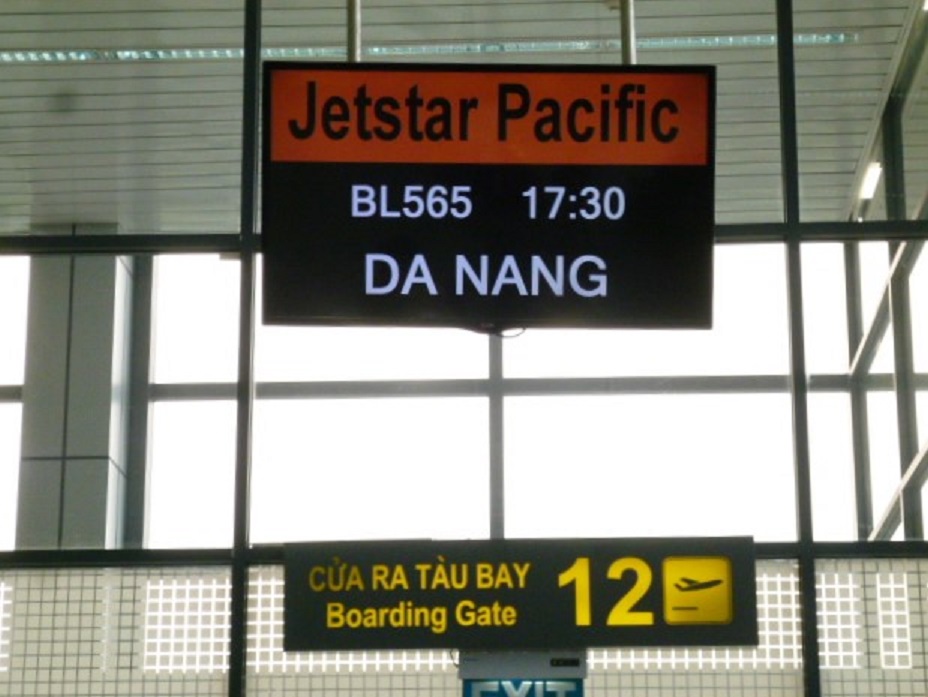 Jetstar Pacific
BL565 17:30
DA NANG
CỬA RA TÀU BAY
Boarding Gate
12
EXIT